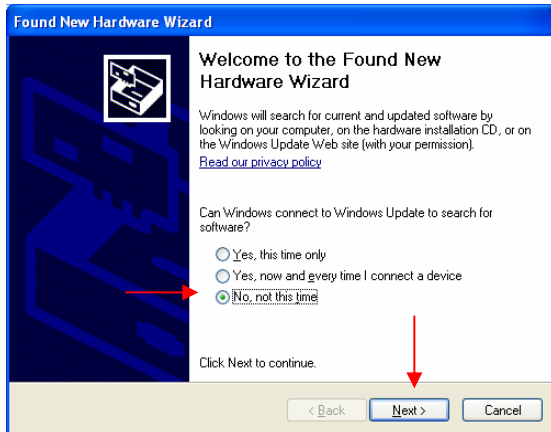 Found New Hardware Wizard
Welcome to the Found New
Hardware Wizard
Windows will search for current and updated software by
looking on your computer, on the hardware installation CD, or on
the Windows Update Web site (with your permission).
Read our privacy policy
Can Windows connect to Windows Update to search for
software?
Yes, this time only
Yes, now and every time I connect a device
No, not this time
Click Next to continue.
< Back Next > Cancel